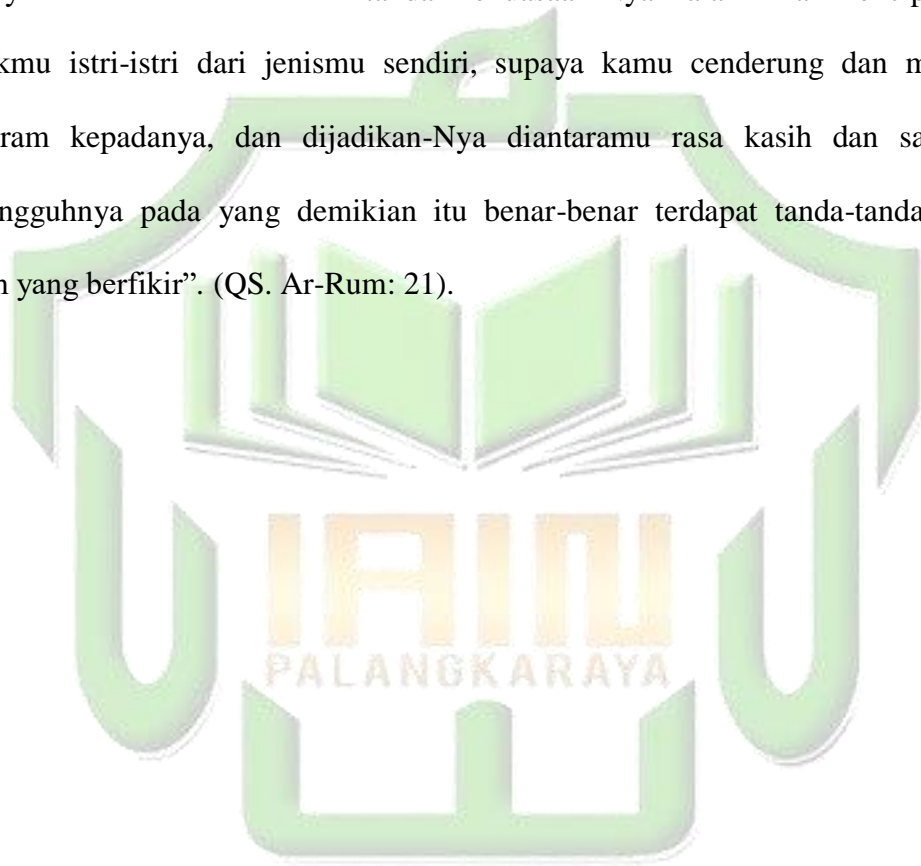 kmu istri-istri dari jenismu sendiri, supaya kamu cenderung dan m
ram kepadanya, dan dijadikan-Nya diantaramu rasa kasih dan sa
ngguhnya pada yang demikian itu benar-benar terdapat tanda-tanda
n yang berfikir”. (QS. Ar-Rum: 21).
IAIN
PALANGKARAYA